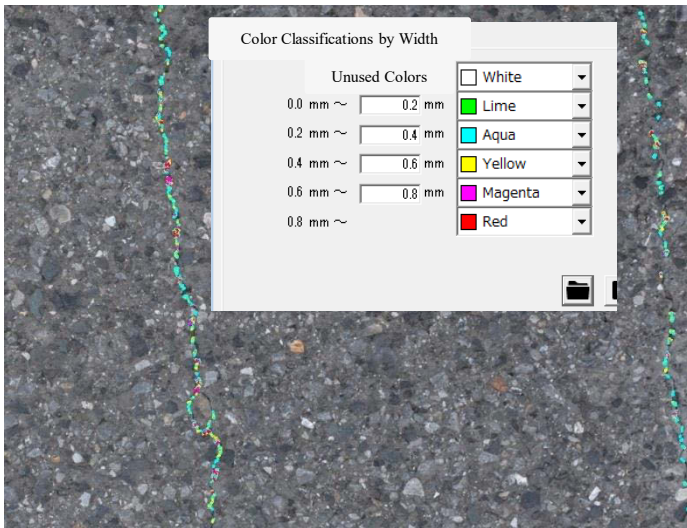 Color Classifications by Width
Unused Colors White
0.0 mm ～ 0.2 mm Lime
0.2 mm ～ 0.4 mm Aqua
0.4 mm ～ 0.6 mm Yellow
0.6 mm ～ 0.8 mm Magenta
0.8 mm ～ Red